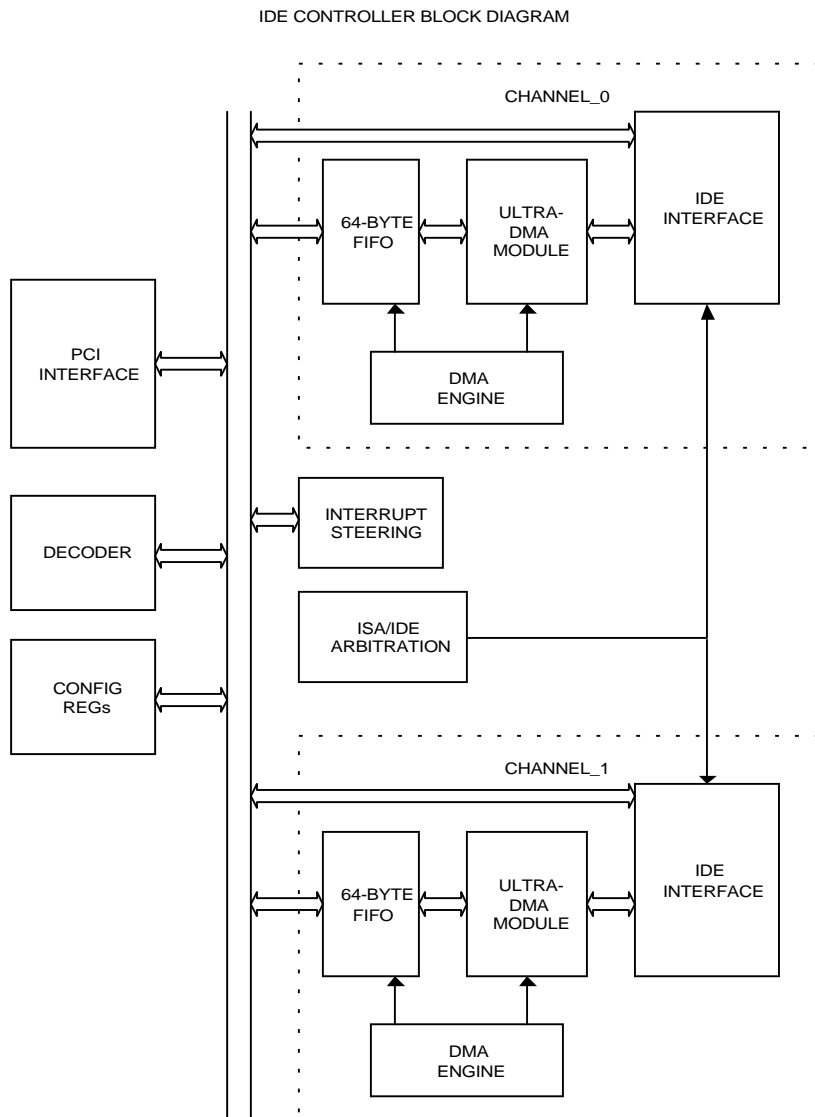 IDE CONTROLLER BLOCK DIAGRAM
CHANNEL_0
64-BYTE
FIFO
ULTRA-
DMA
MODULE
IDE
INTERFACE
PCI
INTERFACE
DMA
ENGINE
INTERRUPT
STEERING
DECODER
ISA/IDE
ARBITRATION
CONFIG
REGs
CHANNEL_1
64-BYTE
FIFO
ULTRA-
DMA
MODULE
IDE
INTERFACE
DMA
ENGINE